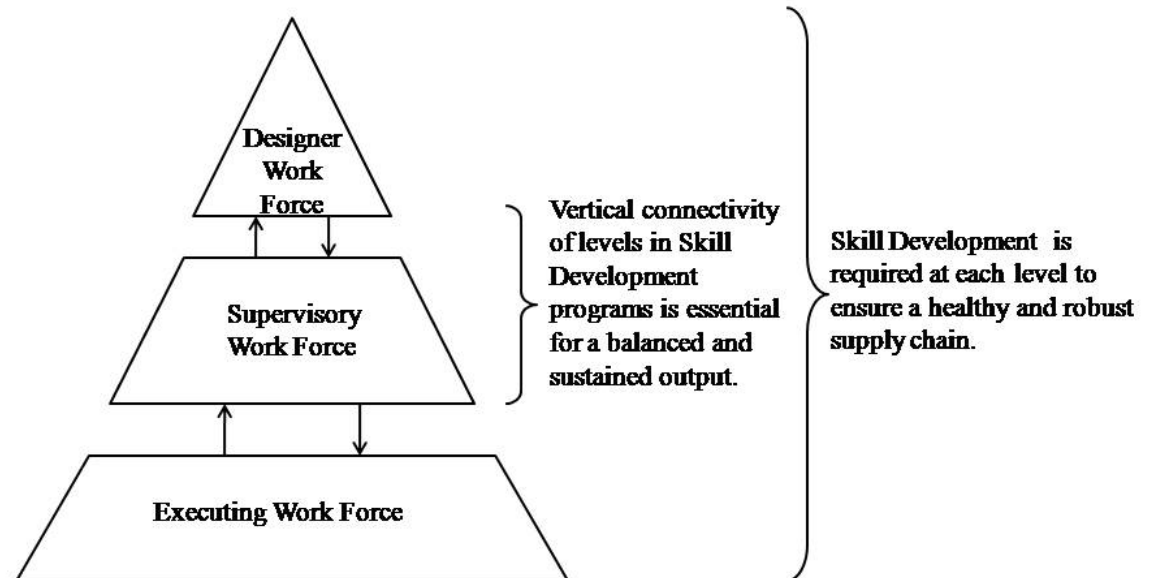 Designer
Work
Force
Supervisory
Work Force
Executing Work Force
Vertical connectivity
of levels in Skill
Development
programs is essential
for a balanced and
sustained output.
Skill Development is
required at each level to
ensure a healthy and robust
supply chain.